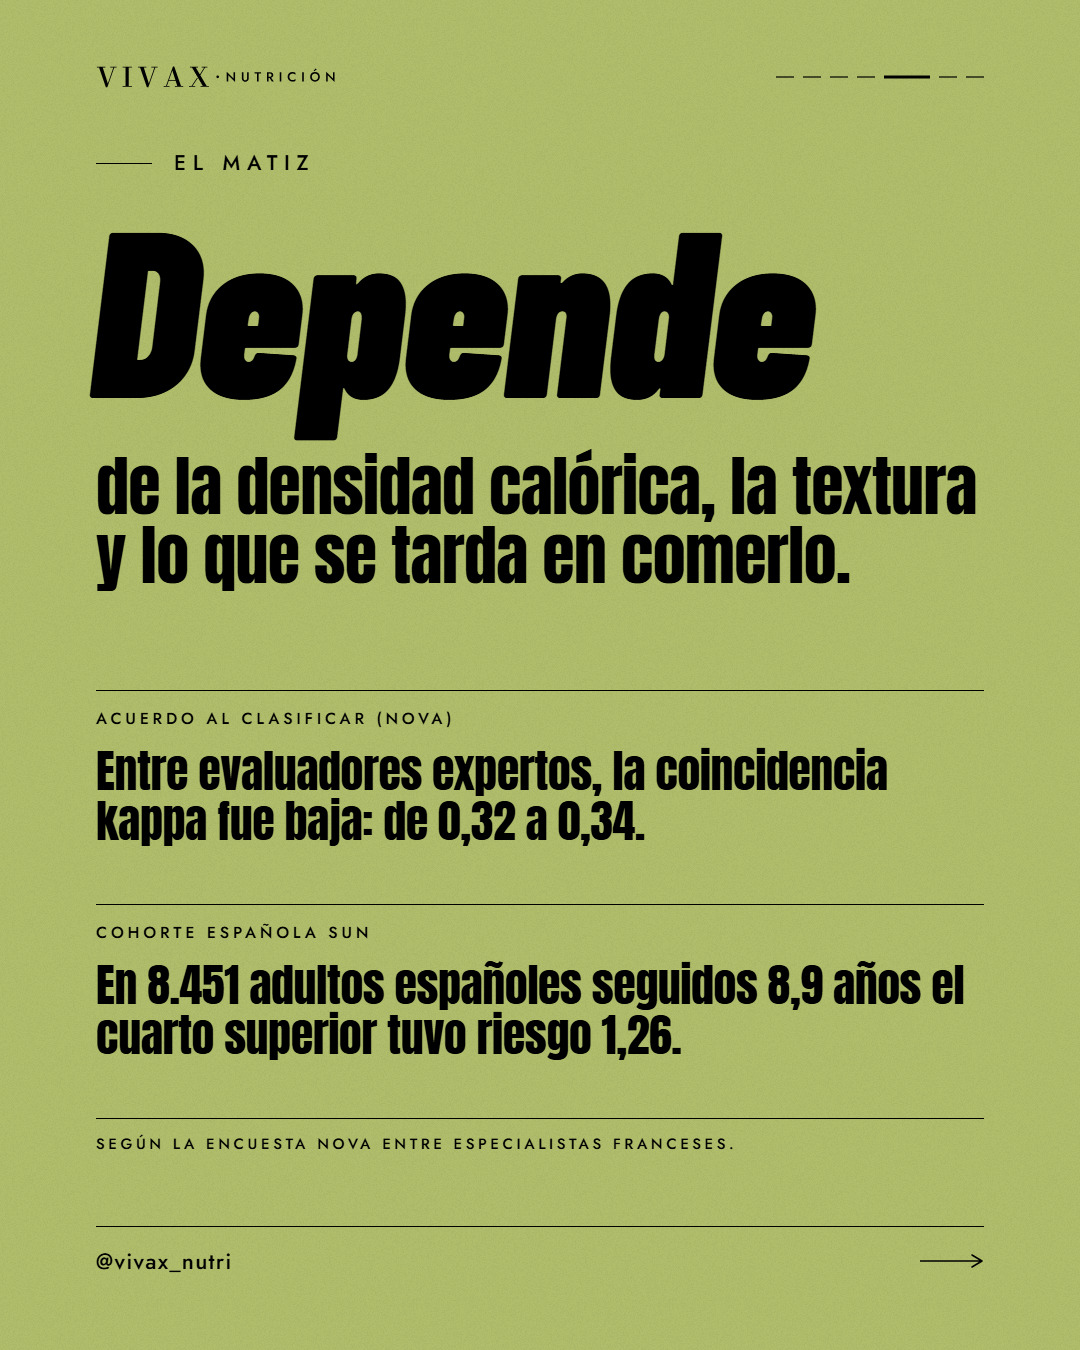 VIVAX·NUTRICIÓN
EL MATIZ
Depende
de la densidad calórica, la textura
y lo que se tarda en comerlo.
ACUERDO AL CLASIFICAR (NOVA)
Entre evaluadores expertos, la coincidencia
kappa fue baja: de 0,32 a 0,34.
COHORTE ESPAÑOLA SUN
En 8.451 adultos españoles seguidos 8,9 años el
cuarto superior tuvo riesgo 1,26.
SEGÚN LA ENCUESTA NOVA ENTRE ESPECIALISTAS FRANCESES.
@vivax_nutri